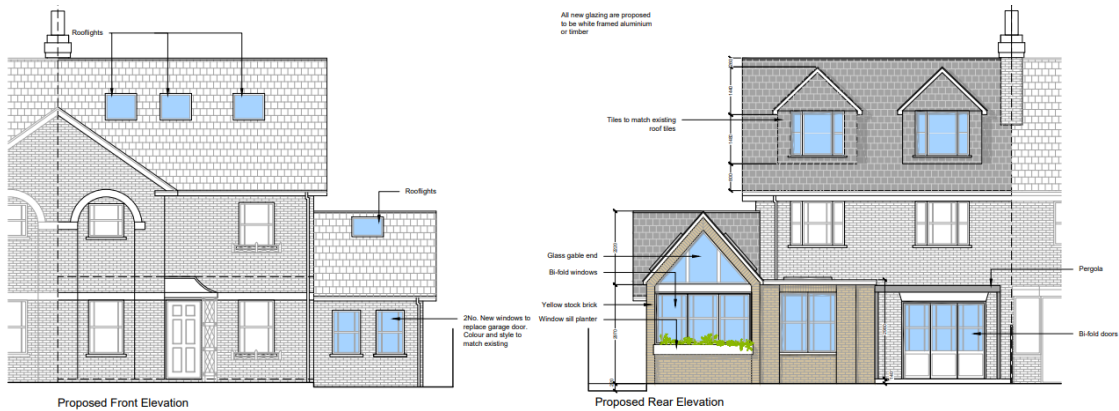 Rooflights
Rooflights
2No. New windows to
replace garage door.
Colour and style to
match existing
Proposed Front Elevation
All new glazing are proposed
to be white framed aluminium
or timber
Tiles to match existing
roof tiles
Glass gable end
Bi-fold windows
Yellow stock brick
Window sill planter
Pergola
Bi-fold doors
Proposed Rear Elevation